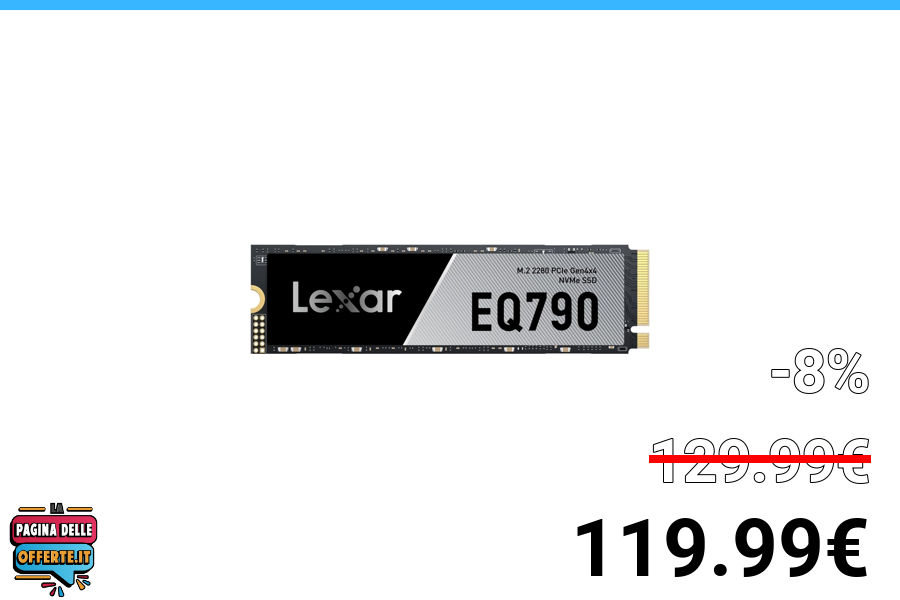 Lexar
M.2 2280 PCIe Gen4x4
NVMe SSD
EQ790
-8%
129.99€
119.99€
LA
PAGINA DELLE
OFFERTE.IT